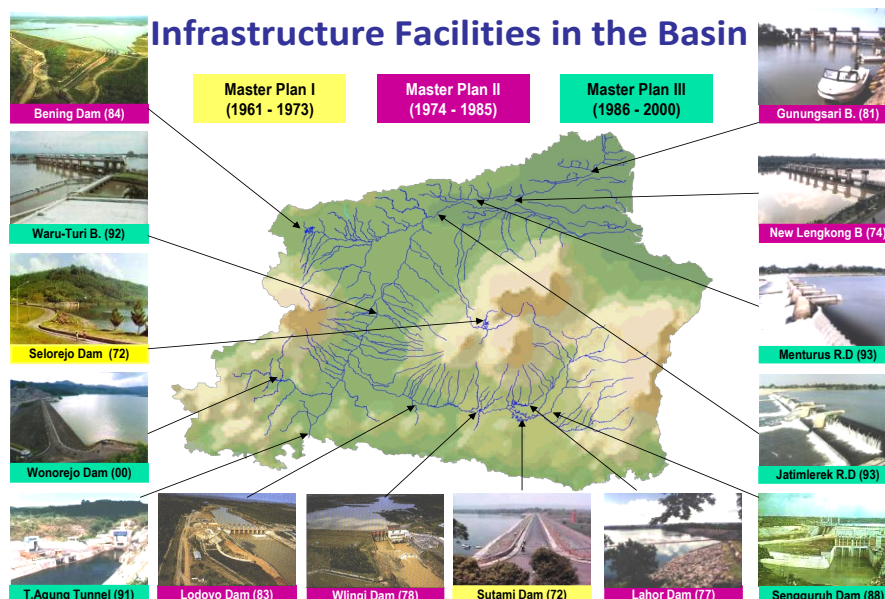 Infrastructure Facilities in the Basin
Master Plan I
(1961 - 1973)
Master Plan II
(1974 - 1985)
Master Plan III
(1986 - 2000)
Bening Dam (84)
Gunungsari B. (81)
Waru-Turi B. (92)
New Lengkong B (74)
Selorejo Dam (72)
Menturus R.D (93)
Wonorejo Dam (00)
Jatimlerek R.D (93)
T.Agung Tunnel (91)
Lodoyo Dam (83)
Wlingi Dam (78)
Sutami Dam (72)
Lahor Dam (77)
Sengguruh Dam (88)